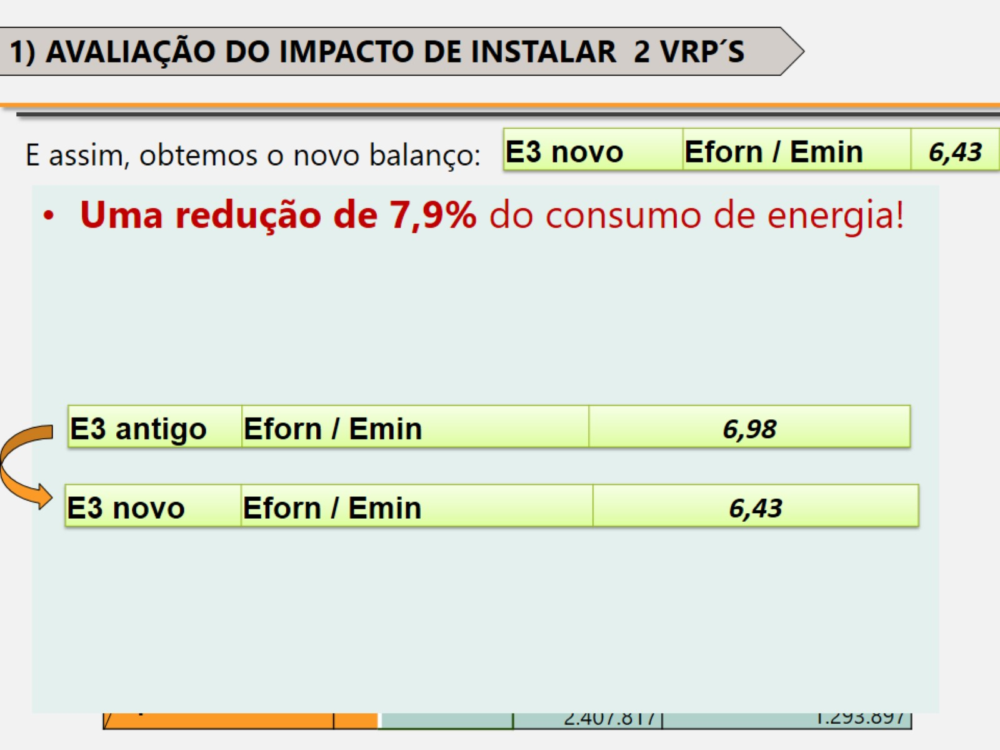 1) AVALIAÇÃO DO IMPACTO DE INSTALAR 2 VRP´S
E assim, obtemos o novo balanço:
E3 novo Eforn / Emin 6,43
• Uma redução de 7,9% do consumo de energia!
E3 antigo Eforn / Emin 6,98
E3 novo Eforn / Emin 6,43
2.407.817 1.293.897